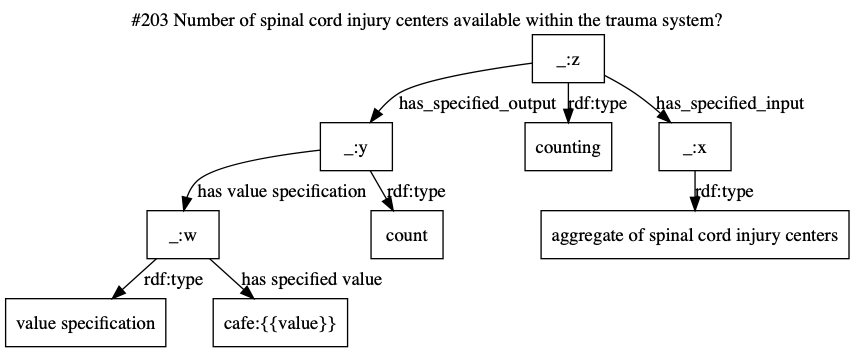 #203 Number of spinal cord injury centers available within the trauma system?
_:z
has_specified_output
rdf:type
has_specified_input
_:y
counting
_:x
has value specification
rdf:type
rdf:type
_:w
count
aggregate of spinal cord injury centers
rdf:type
has specified value
value specification
cafe:{{value}}